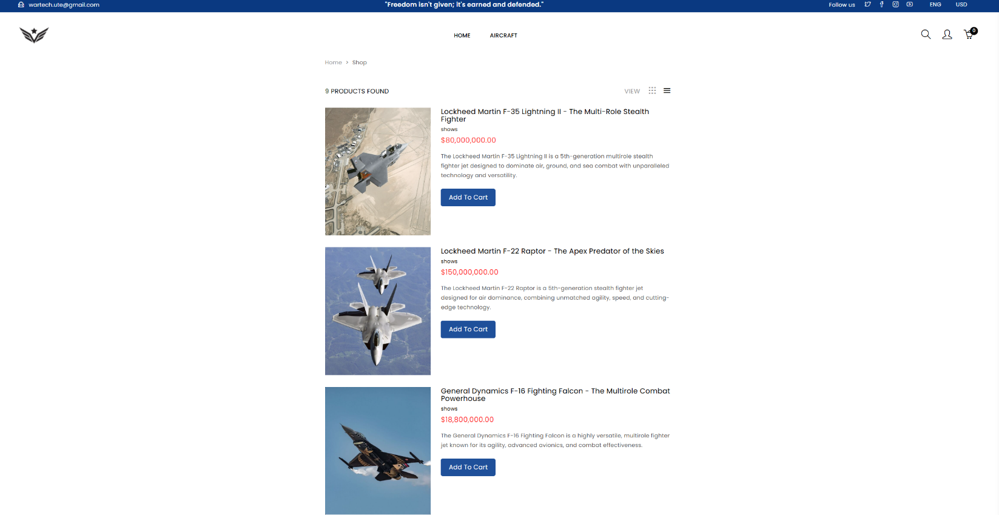 wartech.ute@gmail.com
"Freedom isn't given; it's earned and defended."
Follow us
ENG
USD
HOME
AIRCRAFT
0
Home > Shop
9 PRODUCTS FOUND
VIEW
Lockheed Martin F-35 Lightning II - The Multi-Role Stealth
Fighter
shows
$80,000,000.00
The Lockheed Martin F-35 Lightning II is a 5th-generation multirole stealth
fighter jet designed to dominate air, ground, and sea combat with unparalleled
technology and versatility.
Add To Cart
Lockheed Martin F-22 Raptor - The Apex Predator of the Skies
shows
$150,000,000.00
The Lockheed Martin F-22 Raptor is a 5th-generation stealth fighter jet
designed for air dominance, combining unmatched agility, speed, and cutting-
edge technology.
Add To Cart
General Dynamics F-16 Fighting Falcon - The Multirole Combat
Powerhouse
shows
$18,800,000.00
The General Dynamics F-16 Fighting Falcon is a highly versatile, multirole fighter
jet known for its agility, advanced avionics, and combat effectiveness.
Add To Cart